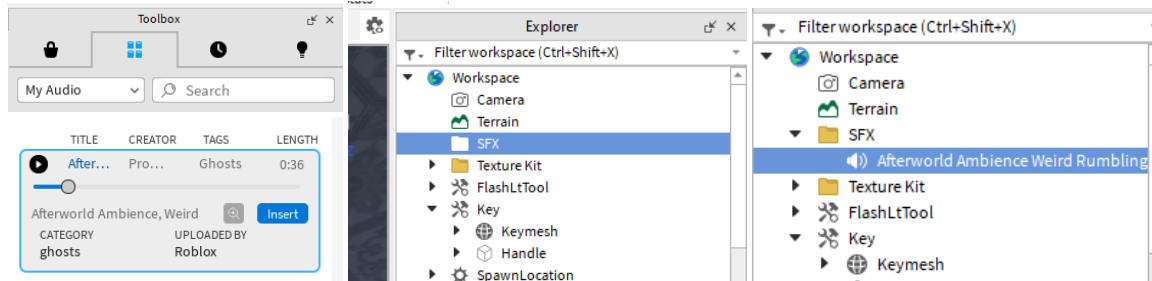 Toolbox
My Audio
Search
TITLE CREATOR TAGS LENGTH
After... Pro... Ghosts 0:36
Afterworld Ambience, Weird Insert
CATEGORY UPLOADED BY
ghosts Roblox
Explorer
Filter workspace (Ctrl+Shift+X)
Workspace
Camera
Terrain
SFX
Texture Kit
FlashLtTool
Key
Keymesh
Handle
SpawnLocation
Filter workspace (Ctrl+Shift+X)
Workspace
Camera
Terrain
SFX
Afterworld Ambience Weird Rumbling
Texture Kit
FlashLtTool
Key
Keymesh